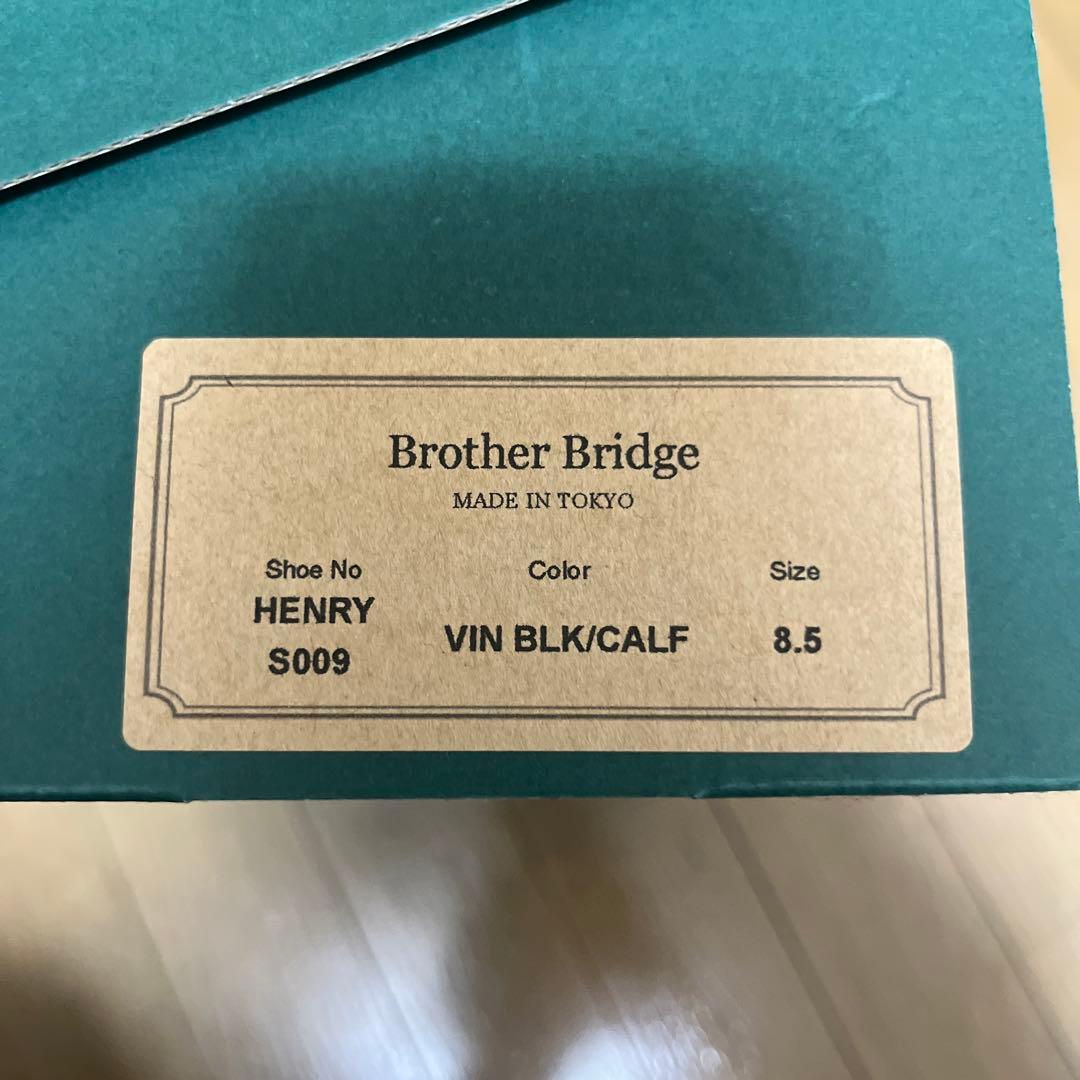 Brother Bridge
MADE IN TOKYO
Shoe No Color Size
HENRY
S009 VIN BLK/CALF 8.5